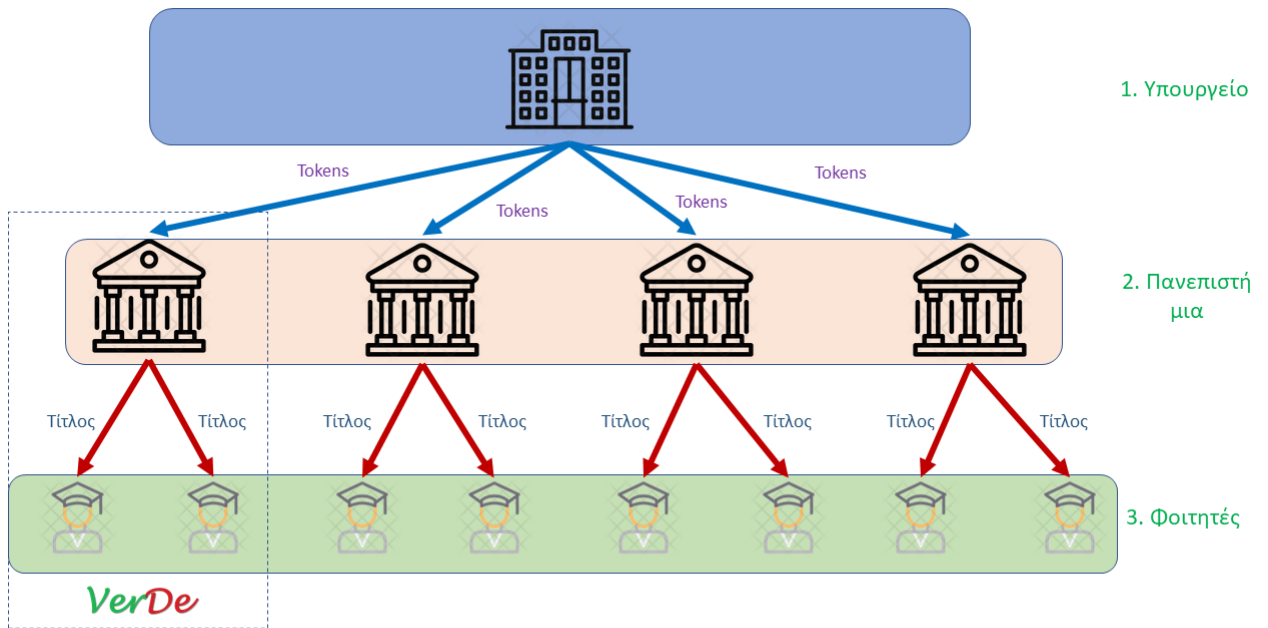 1. Υπουργείο
Tokens
Tokens
Tokens
Tokens
2. Πανεπιστή
μια
Τίτλος
Τίτλος
Τίτλος
Τίτλος
Τίτλος
Τίτλος
Τίτλος
Τίτλος
3. Φοιτητές
VerDe